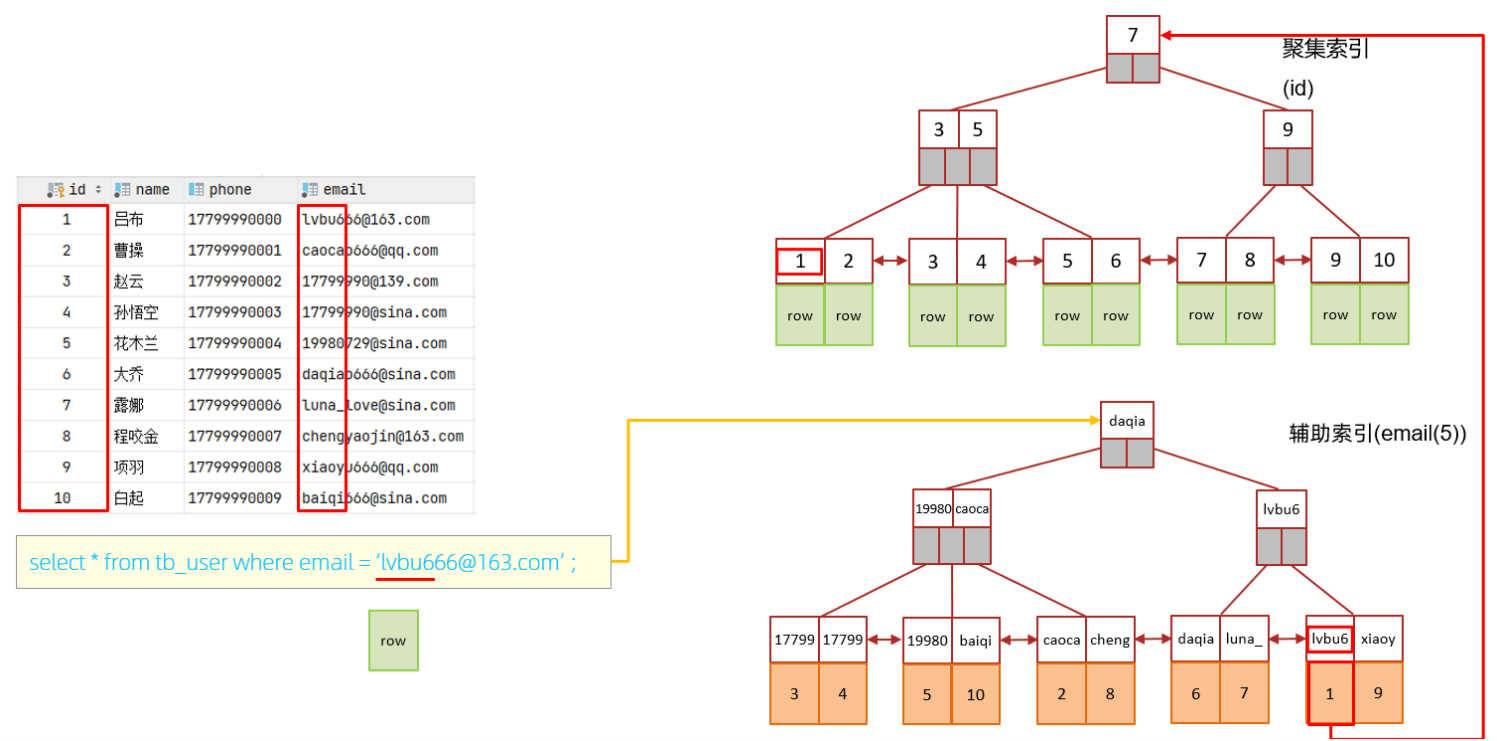 id name phone email
1 吕布 17799990000 lvbu666@163.com
2 曹操 17799990001 caocao666@qq.com
3 赵云 17799990002 17799990@139.com
4 孙悟空 17799990003 17799990@sina.com
5 花木兰 17799990004 19980729@sina.com
6 大乔 17799990005 daqiao666@sina.com
7 露娜 17799990006 luna_love@sina.com
8 程咬金 17799990007 chengyaojin@163.com
9 项羽 17799990008 xiaoyu666@qq.com
10 白起 17799990009 baiqi666@sina.com
select * from tb_user where email = ‘lvbu666@163.com’ ;
row
7
聚集索引
(id)
3 5 9
1 2 3 4 5 6 7 8 9 10
row row row row row row row row row row
daqia
辅助索引(email(5))
19980 caoca lvbu6
17799 17799 19980 baiqi caoca cheng daqia luna_ lvbu6 xiaoy
3 4 5 10 2 8 6 7 1 9